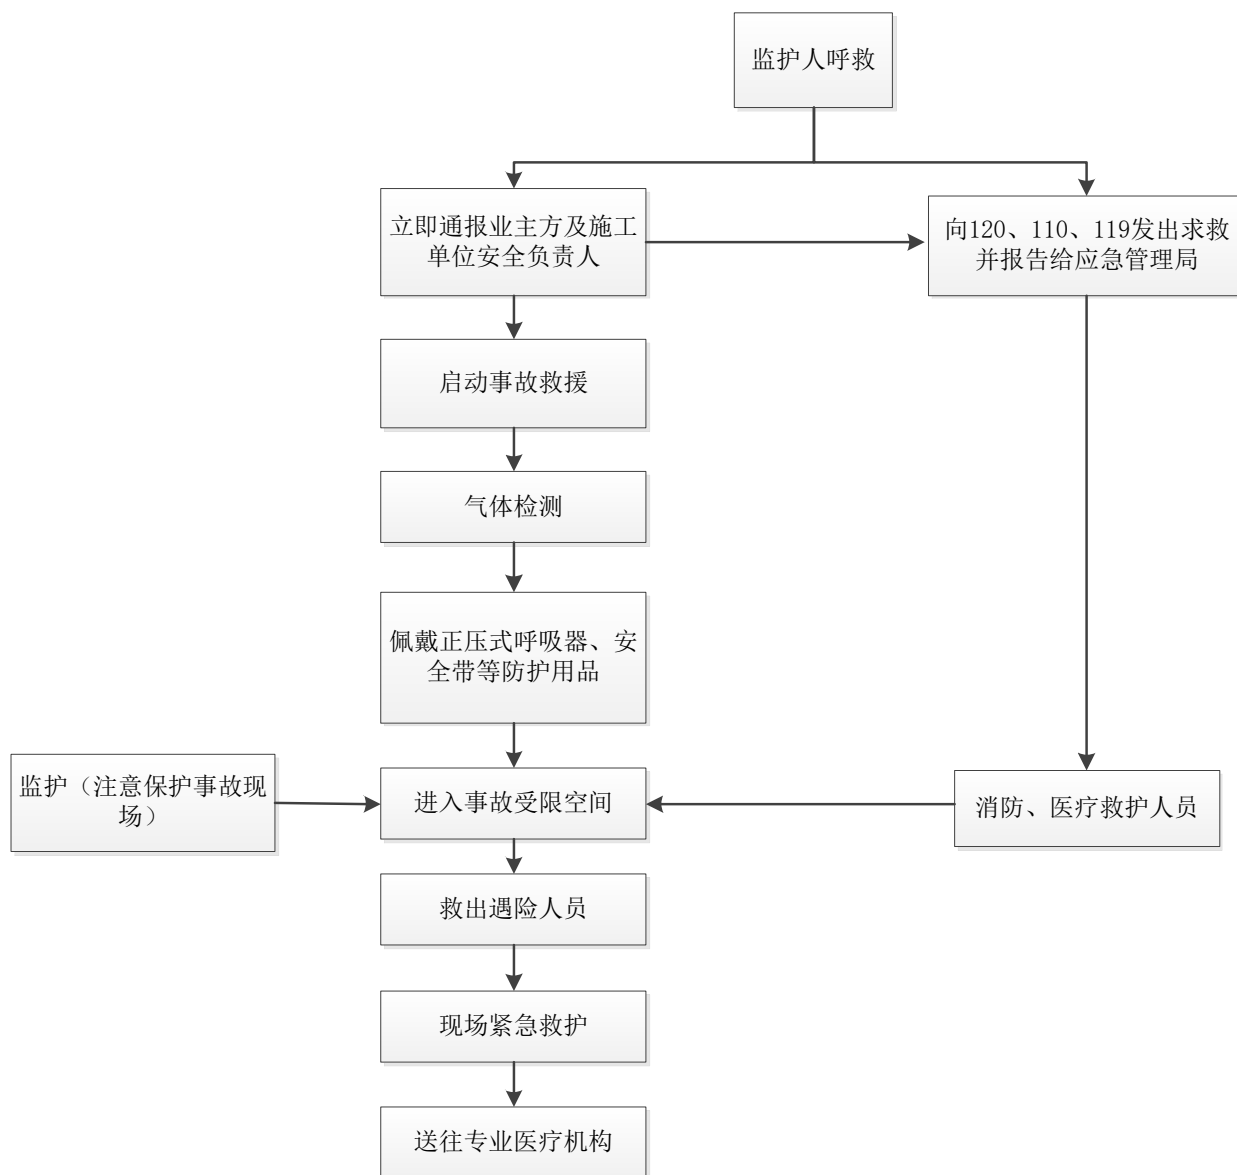 监护人呼救
立即通报业主方及施工
单位安全负责人
向120、110、119发出求救
并报告给应急管理局
启动事故救援
气体检测
佩戴正压式呼吸器、安
全带等防护用品
监护（注意保护事故现
场）
进入事故受限空间
消防、医疗救护人员
救出遇险人员
现场紧急救护
送往专业医疗机构